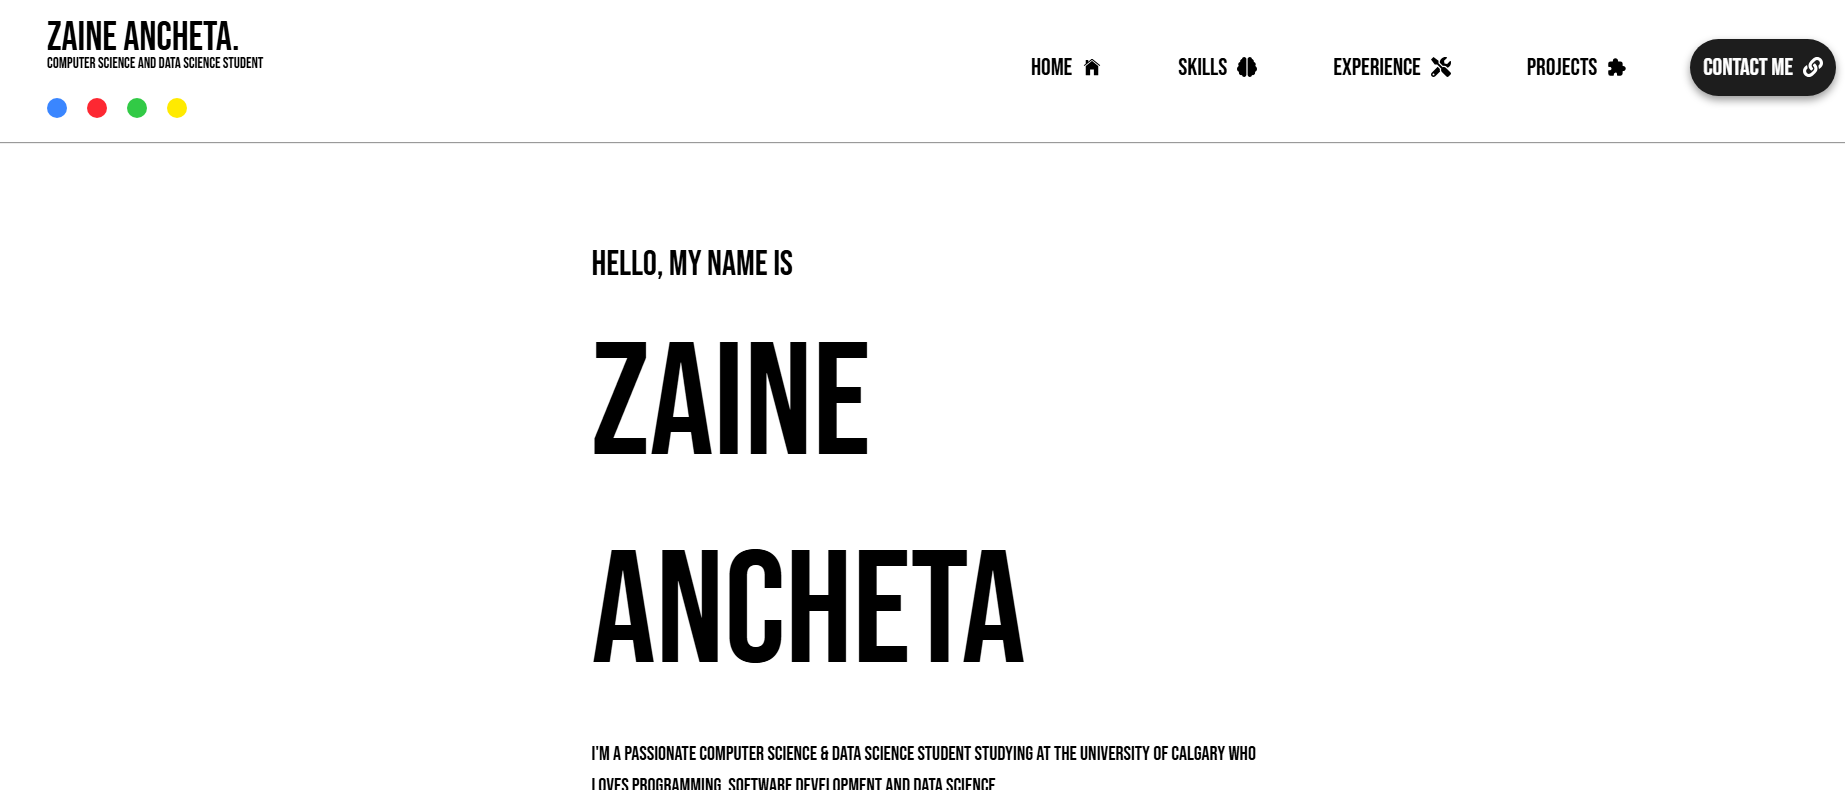 ZAINE ANCHETA.
COMPUTER SCIENCE AND DATA SCIENCE STUDENT
HOME
SKILLS
EXPERIENCE
PROJECTS
CONTACT ME
HELLO, MY NAME IS
ZAINE
ANCHETA
I'M A PASSIONATE COMPUTER SCIENCE & DATA SCIENCE STUDENT STUDYING AT THE UNIVERSITY OF CALGARY WHO
LOVES PROGRAMMING, SOFTWARE DEVELOPMENT AND DATA SCIENCE